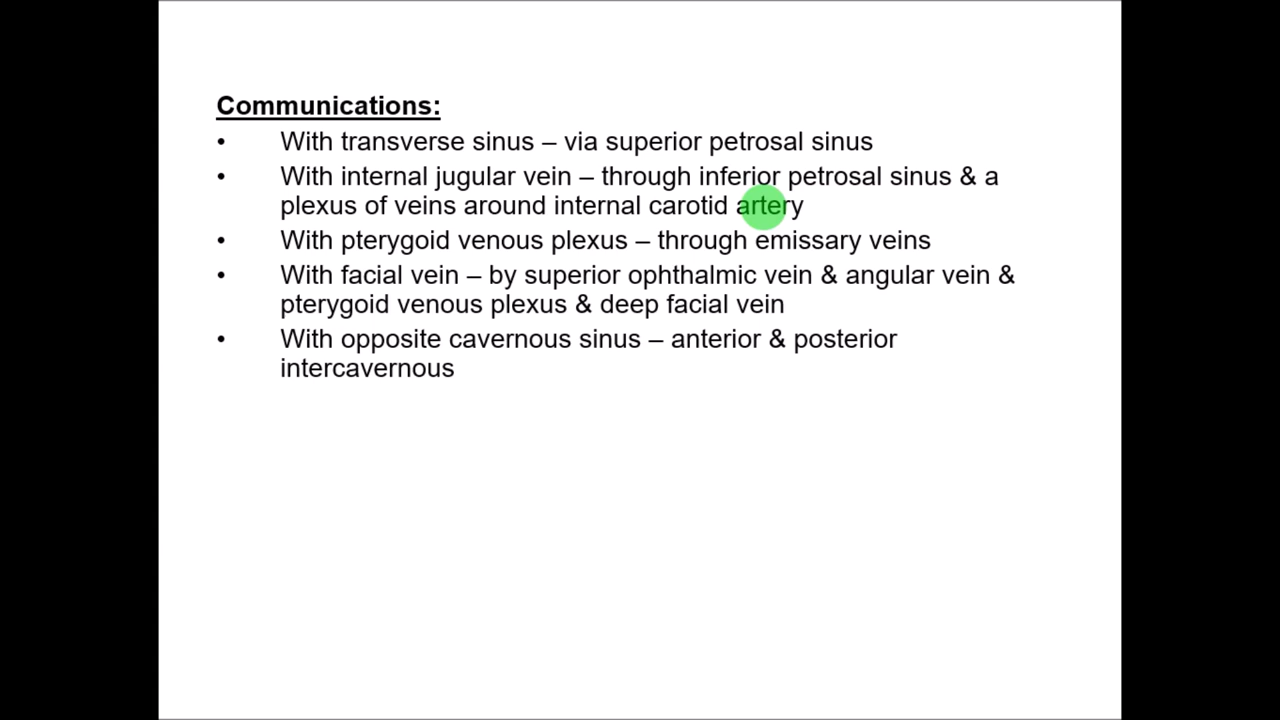 Communications:
• With transverse sinus – via superior petrosal sinus
• With internal jugular vein – through inferior petrosal sinus & a
plexus of veins around internal carotid artery
• With pterygoid venous plexus – through emissary veins
• With facial vein – by superior ophthalmic vein & angular vein &
pterygoid venous plexus & deep facial vein
• With opposite cavernous sinus – anterior & posterior
intercavernous